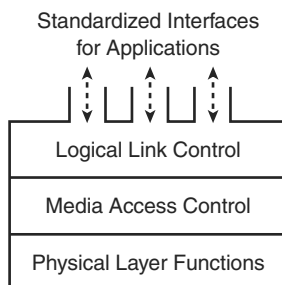 Standardized Interfaces
for Applications
Logical Link Control
Media Access Control
Physical Layer Functions